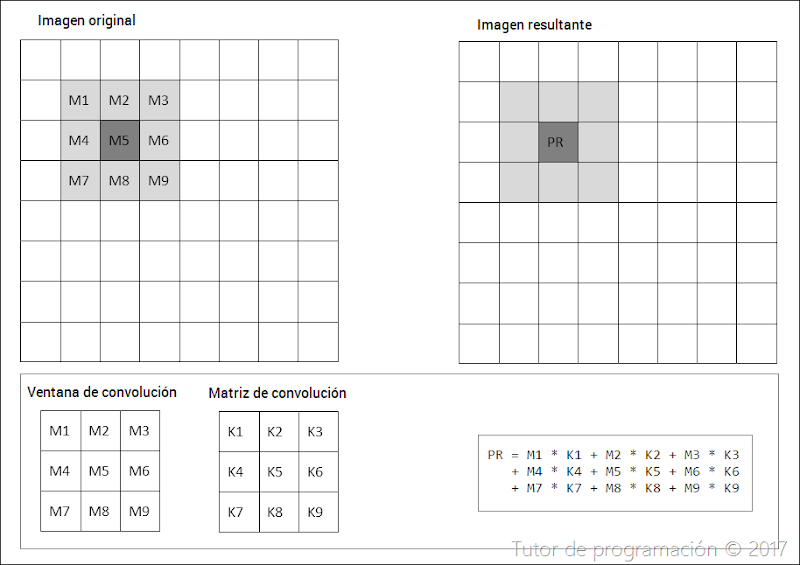 Imagen original
Imagen resultante
M1 M2 M3
M4 M5 M6
M7 M8 M9
PR
Ventana de convolución
Matriz de convolución
M1 M2 M3
M4 M5 M6
M7 M8 M9
K1 K2 K3
K4 K5 K6
K7 K8 K9
PR = M1 * K1 + M2 * K2 + M3 * K3
+ M4 * K4 + M5 * K5 + M6 * K6
+ M7 * K7 + M8 * K8 + M9 * K9
Tutor de programación © 2017